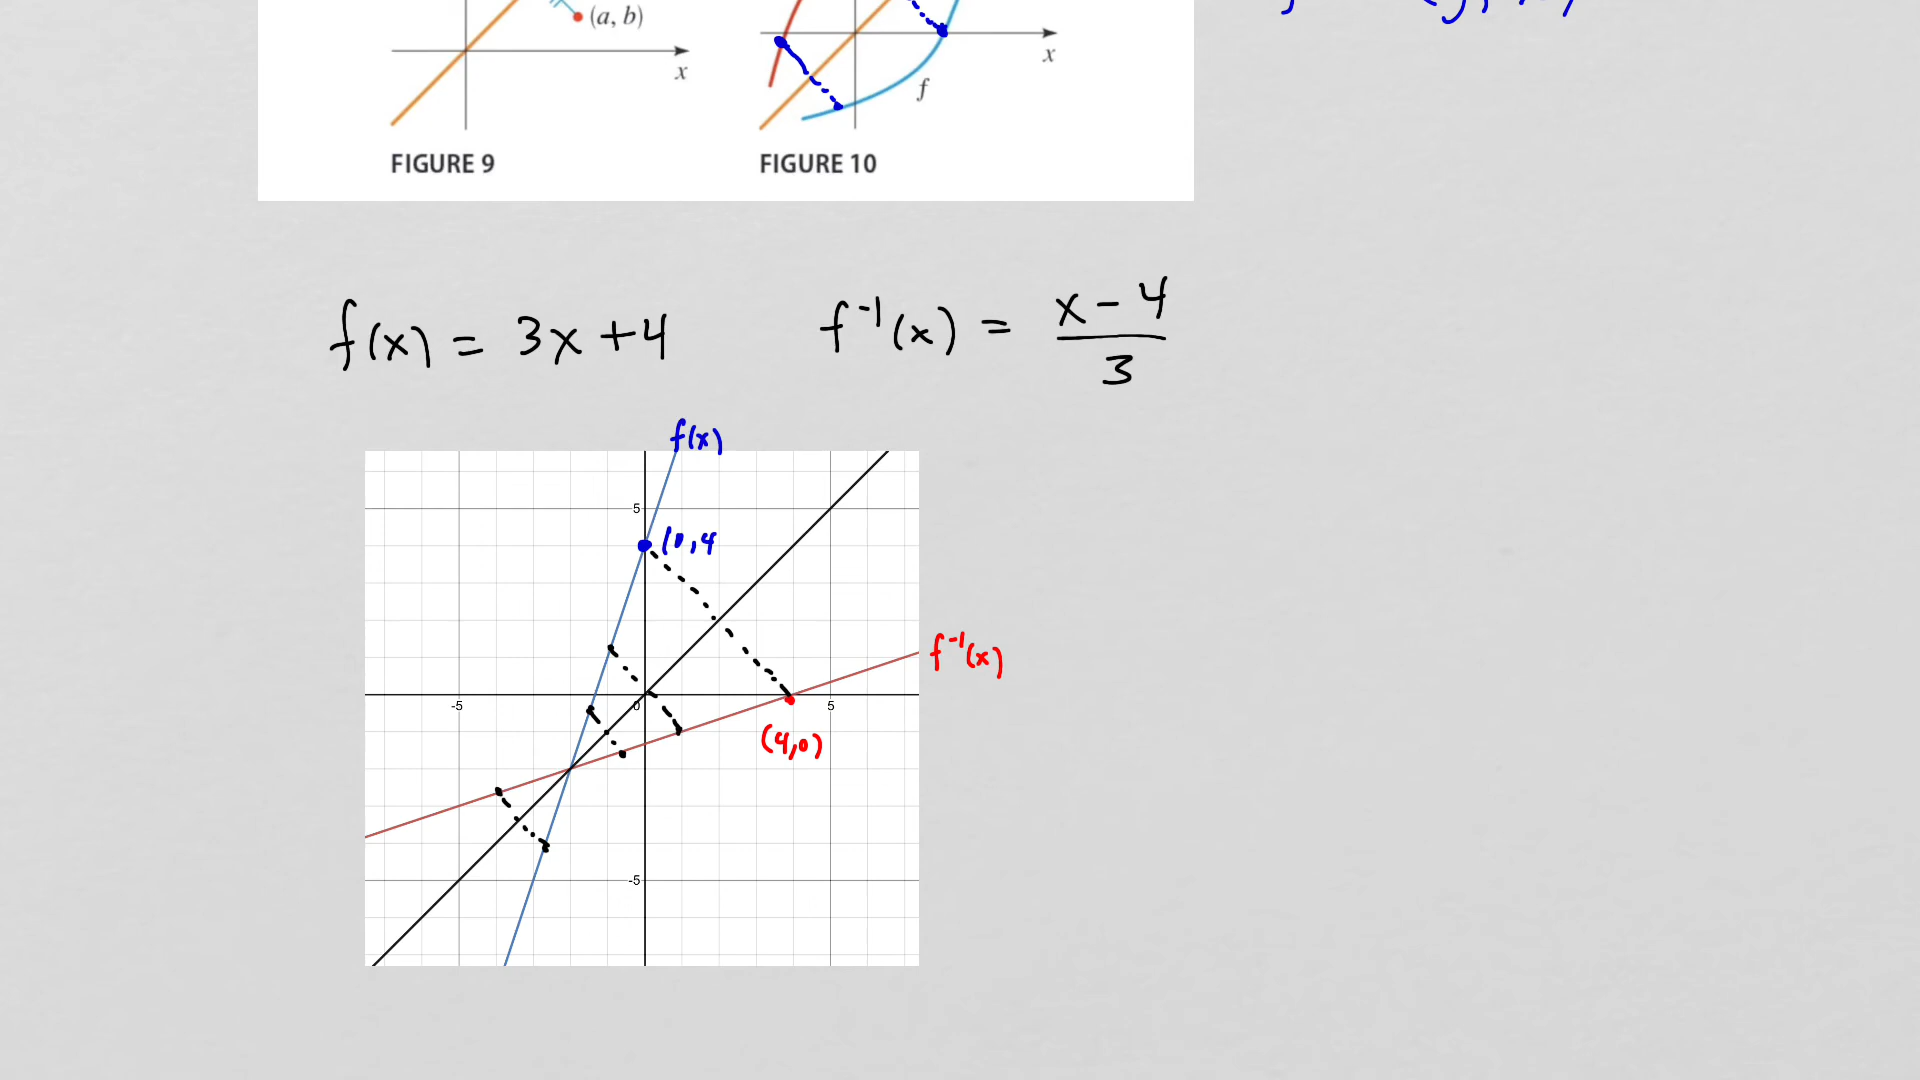 (a, b)
x
x
f
FIGURE 9
FIGURE 10
f(x) = 3x+4
f⁻¹(x) = x-4
3
f(x)
5
(0,4
f⁻¹(x)
-5
0
5
(4,0)
-5